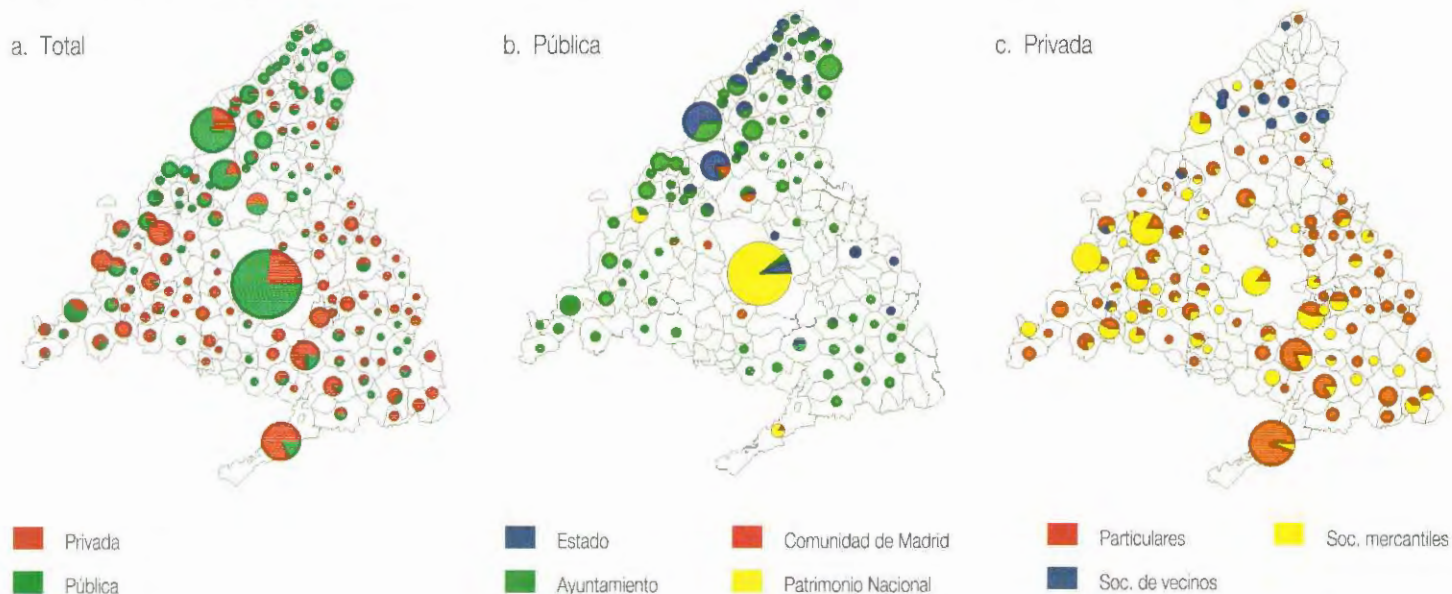 a. Total
b. Pública
c. Privada
Privada
Pública
Estado
Ayuntamiento
Comunidad de Madrid
Patrimonio Nacional
Particulares
Soc. de vecinos
Soc. mercantiles